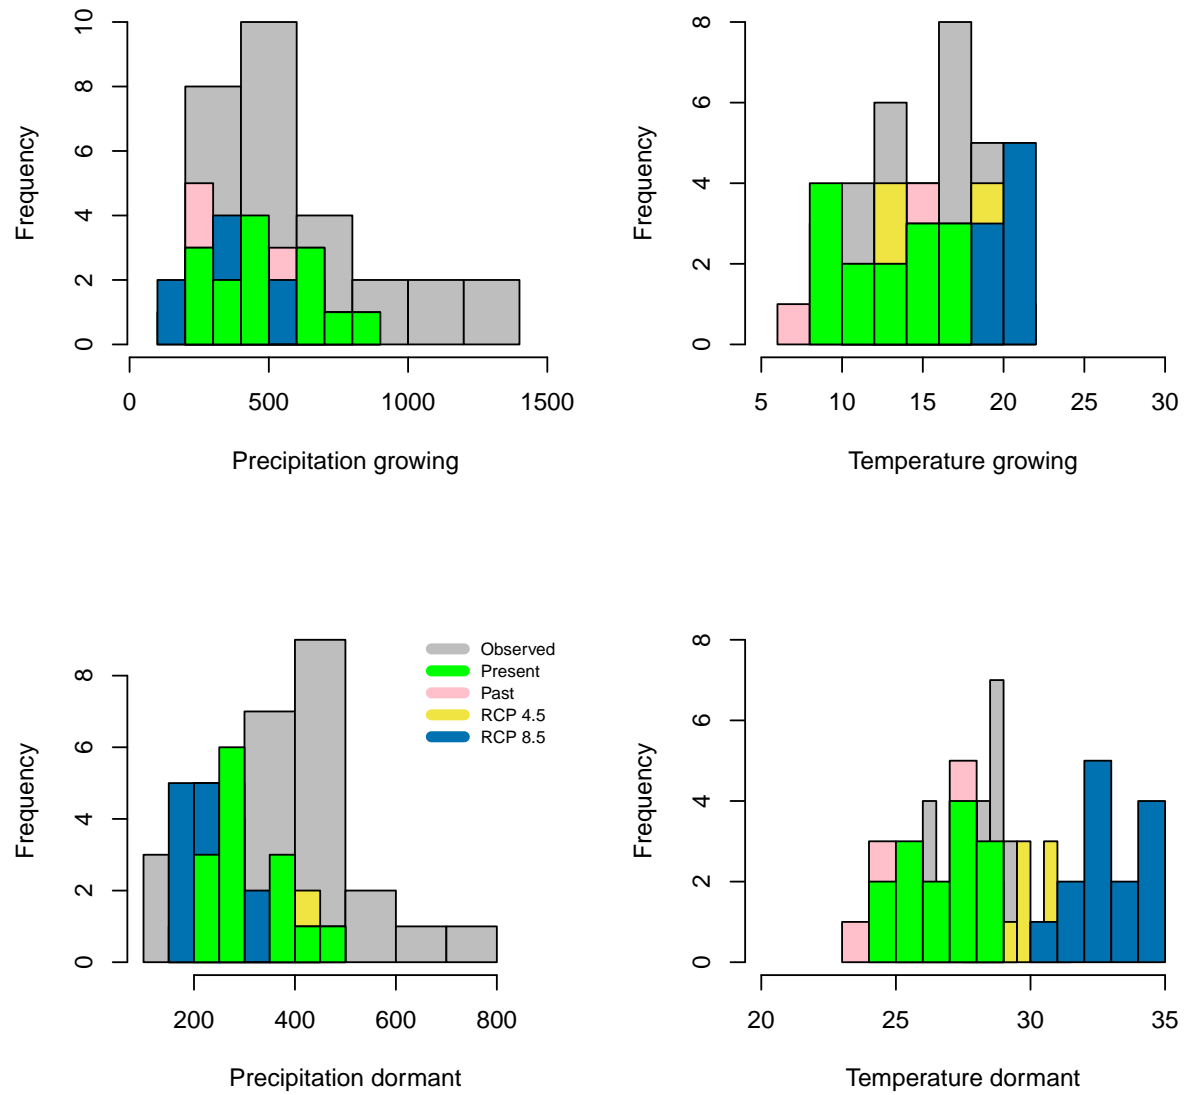 Frequency
0 2 4 6 8 10
0 500 1000 1500
Precipitation growing
Frequency
0 2 4 6 8
5 10 15 20 25 30
Temperature growing
Frequency
0 2 4 6 8
200 400 600 800
Precipitation dormant
Observed
Present
Past
RCP 4.5
RCP 8.5
Frequency
0 2 4 6 8
20 25 30 35
Temperature dormant